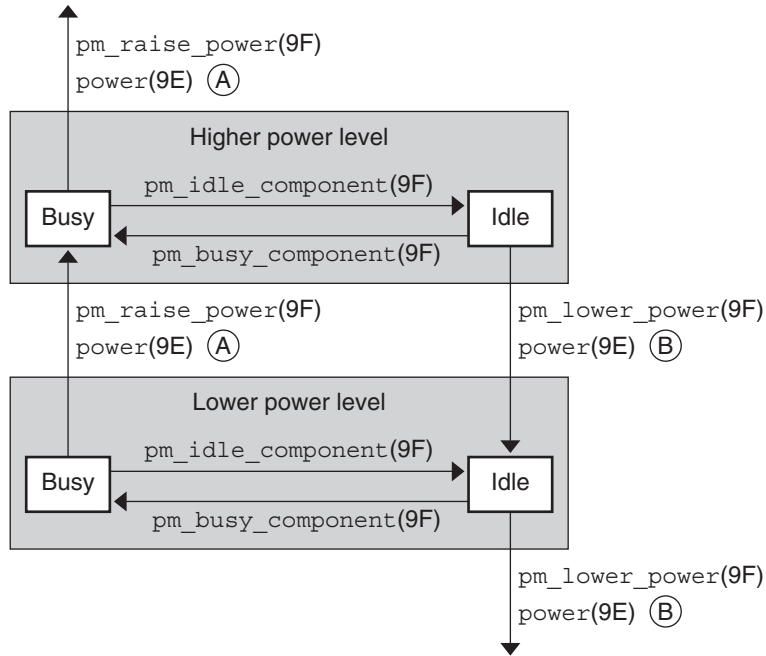 pm_raise_power(9F)
power(9E) A
Higher power level
pm_idle_component(9F)
Busy
Idle
pm_busy_component(9F)
pm_raise_power(9F)
power(9E) A
pm_lower_power(9F)
power(9E) B
Lower power level
pm_idle_component(9F)
Busy
Idle
pm_busy_component(9F)
pm_lower_power(9F)
power(9E) B